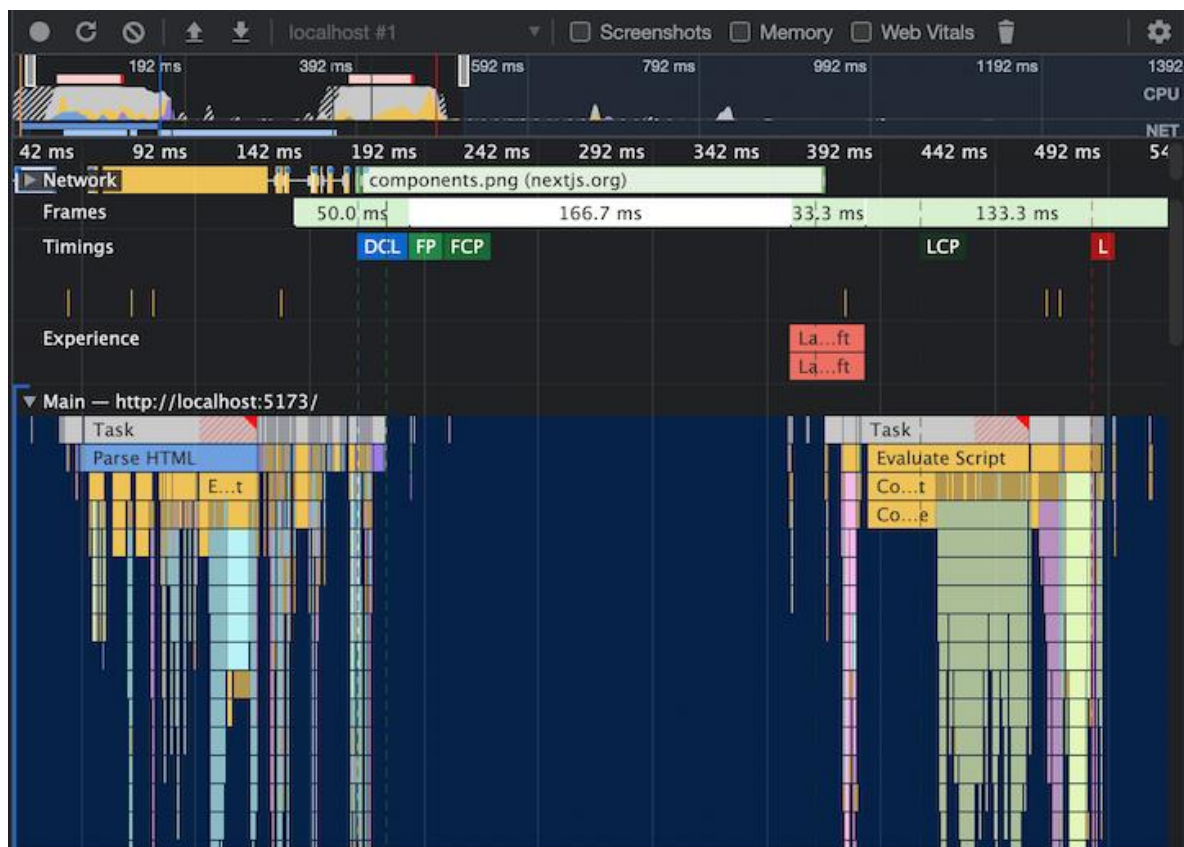 localhost #1 Screenshots Memory Web Vitals
192 ms 392 ms 592 ms 792 ms 992 ms 1192 ms 1392
CPU
NET
42 ms 92 ms 142 ms 192 ms 242 ms 292 ms 342 ms 392 ms 442 ms 492 ms 54
Network components.png (nextjs.org)
Frames 50.0 ms 166.7 ms 33.3 ms 133.3 ms
Timings DCL FP FCP LCP L
Experience La...ft
La...ft
Main — http://localhost:5173/
Task Task
Parse HTML Evaluate Script
E...t Co...t
Co...e